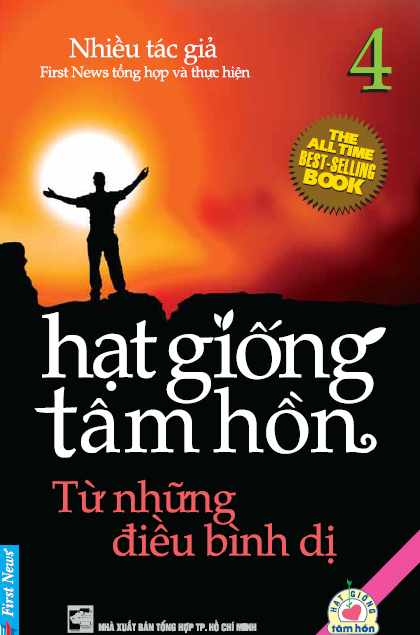 Nhiều tác giả
First News tổng hợp và thực hiện
4
THE
ALL TIME
BEST-SELLING
BOOK
hạt giống
tâm hồn
Từ những
điều bình dị
First News
NHÀ XUẤT BẢN TỔNG HỢP TP. HỒ CHÍ MINH
HẠT GIỐNG
tâm hồn